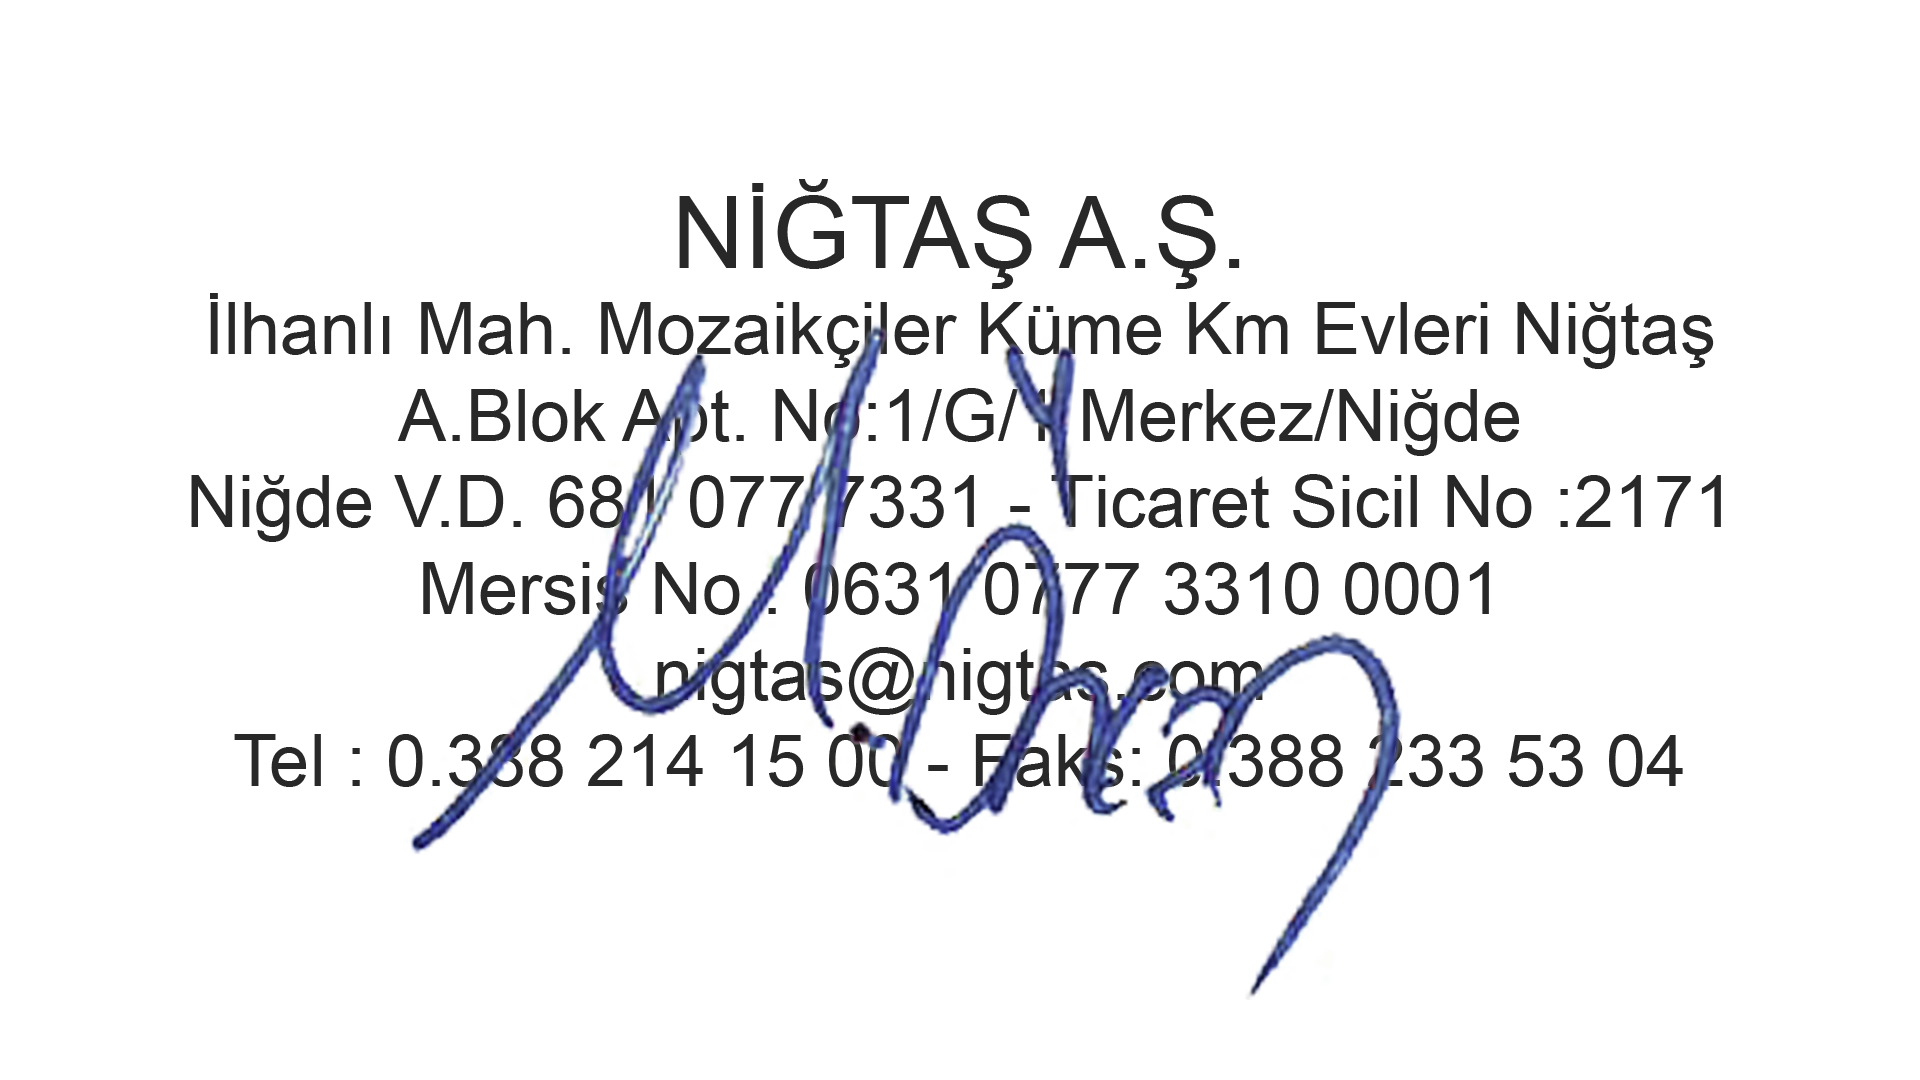 NİĞTAŞ A.Ş.
İlhanlı Mah. Mozaikçiler Küme Km Evleri Niğtaş
A.Blok Apt. No:1/G/1 Merkez/Niğde
Niğde V.D. 681 077 7331 - Ticaret Sicil No :2171
Mersis No : 0631 0777 3310 0001
nigtas@nigtas.com
Tel : 0.388 214 15 00 - Faks: 0.388 233 53 04